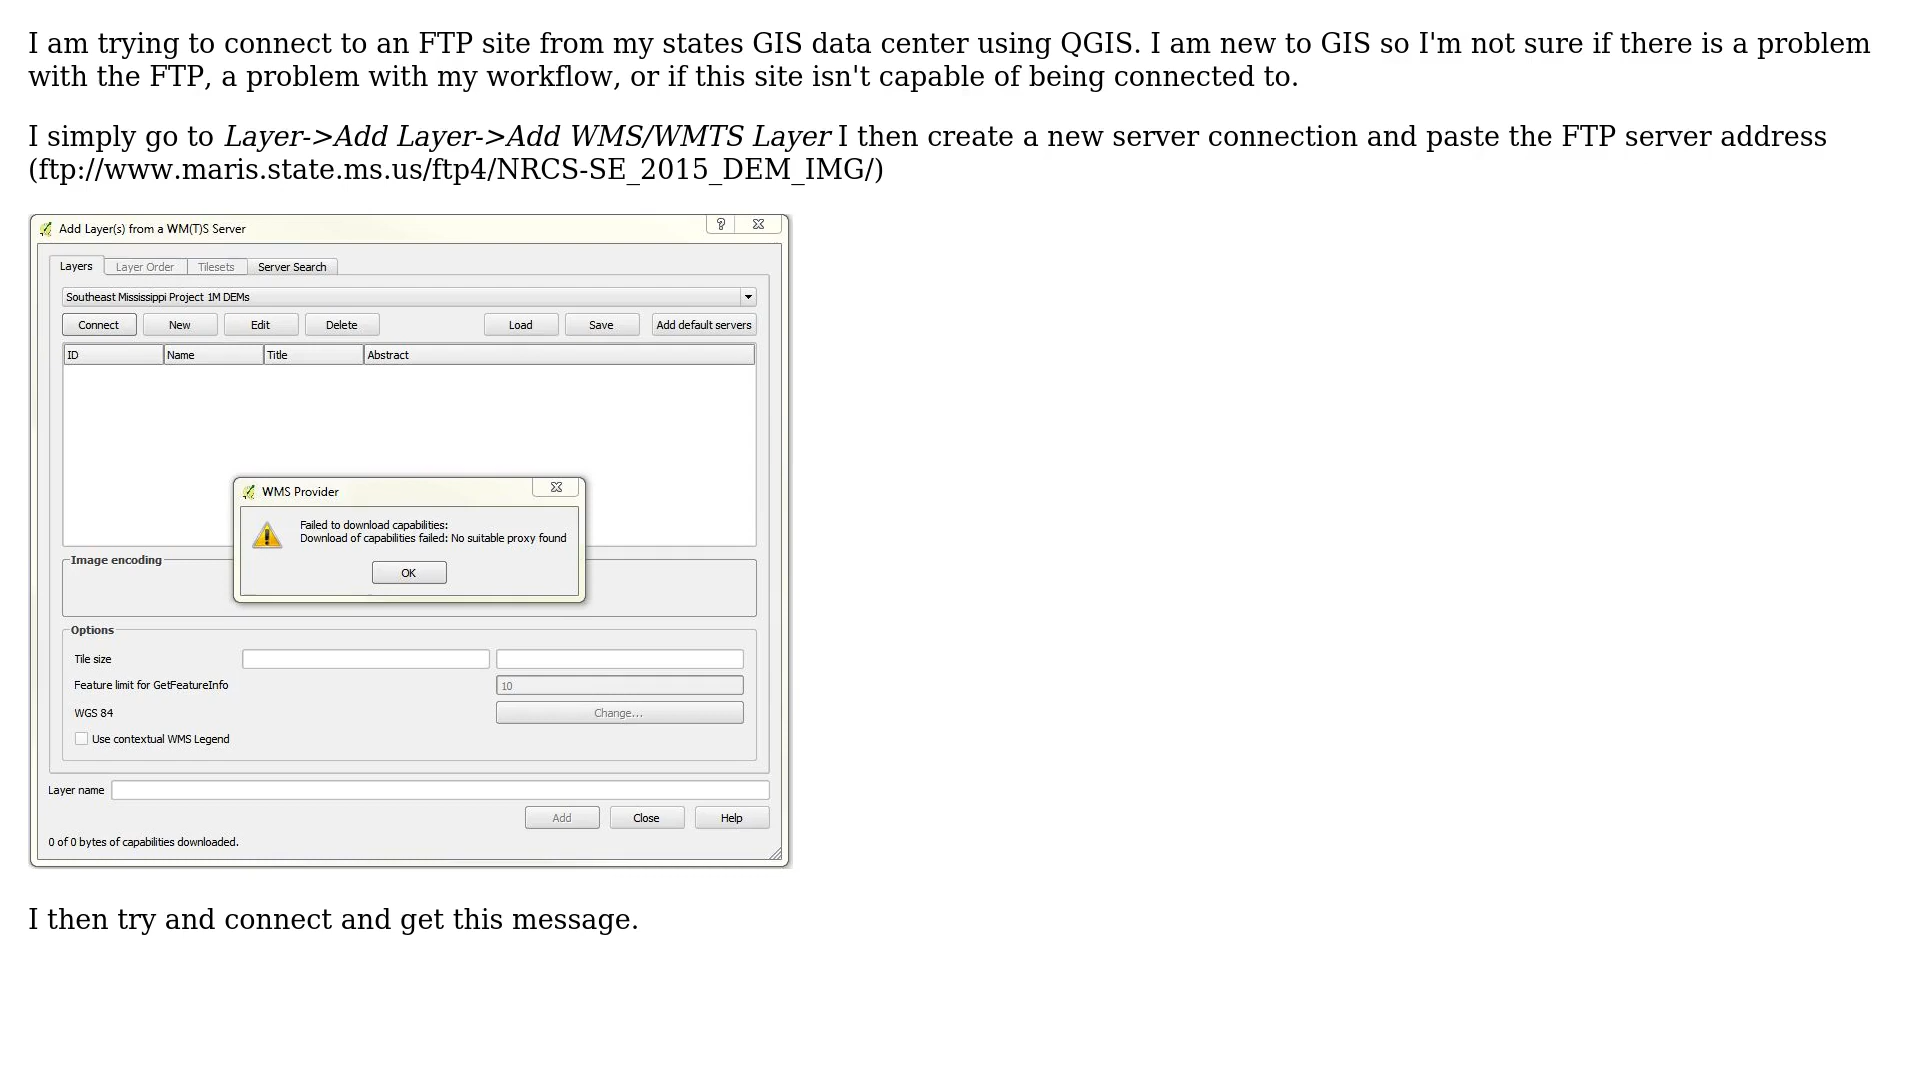 I am trying to connect to an FTP site from my states GIS data center using QGIS. I am new to GIS so I'm not sure if there is a problem
with the FTP, a problem with my workflow, or if this site isn't capable of being connected to.
I simply go to Layer->Add Layer->Add WMS/WMTS Layer I then create a new server connection and paste the FTP server address
(ftp://www.maris.state.ms.us/ftp4/NRCS-SE_2015_DEM_IMG/)
Add Layer(s) from a WM(T)S Server
Layers Layer Order Tilesets Server Search
Southeast Mississippi Project 1M DEMs
Connect New Edit Delete Load Save Add default servers
ID Name Title Abstract
WMS Provider
Failed to download capabilities:
Download of capabilities failed: No suitable proxy found
OK
Image encoding
Options
Tile size
Feature limit for GetFeatureInfo 10
WGS 84 Change...
Use contextual WMS Legend
Layer name
Add Close Help
0 of 0 bytes of capabilities downloaded.
I then try and connect and get this message.